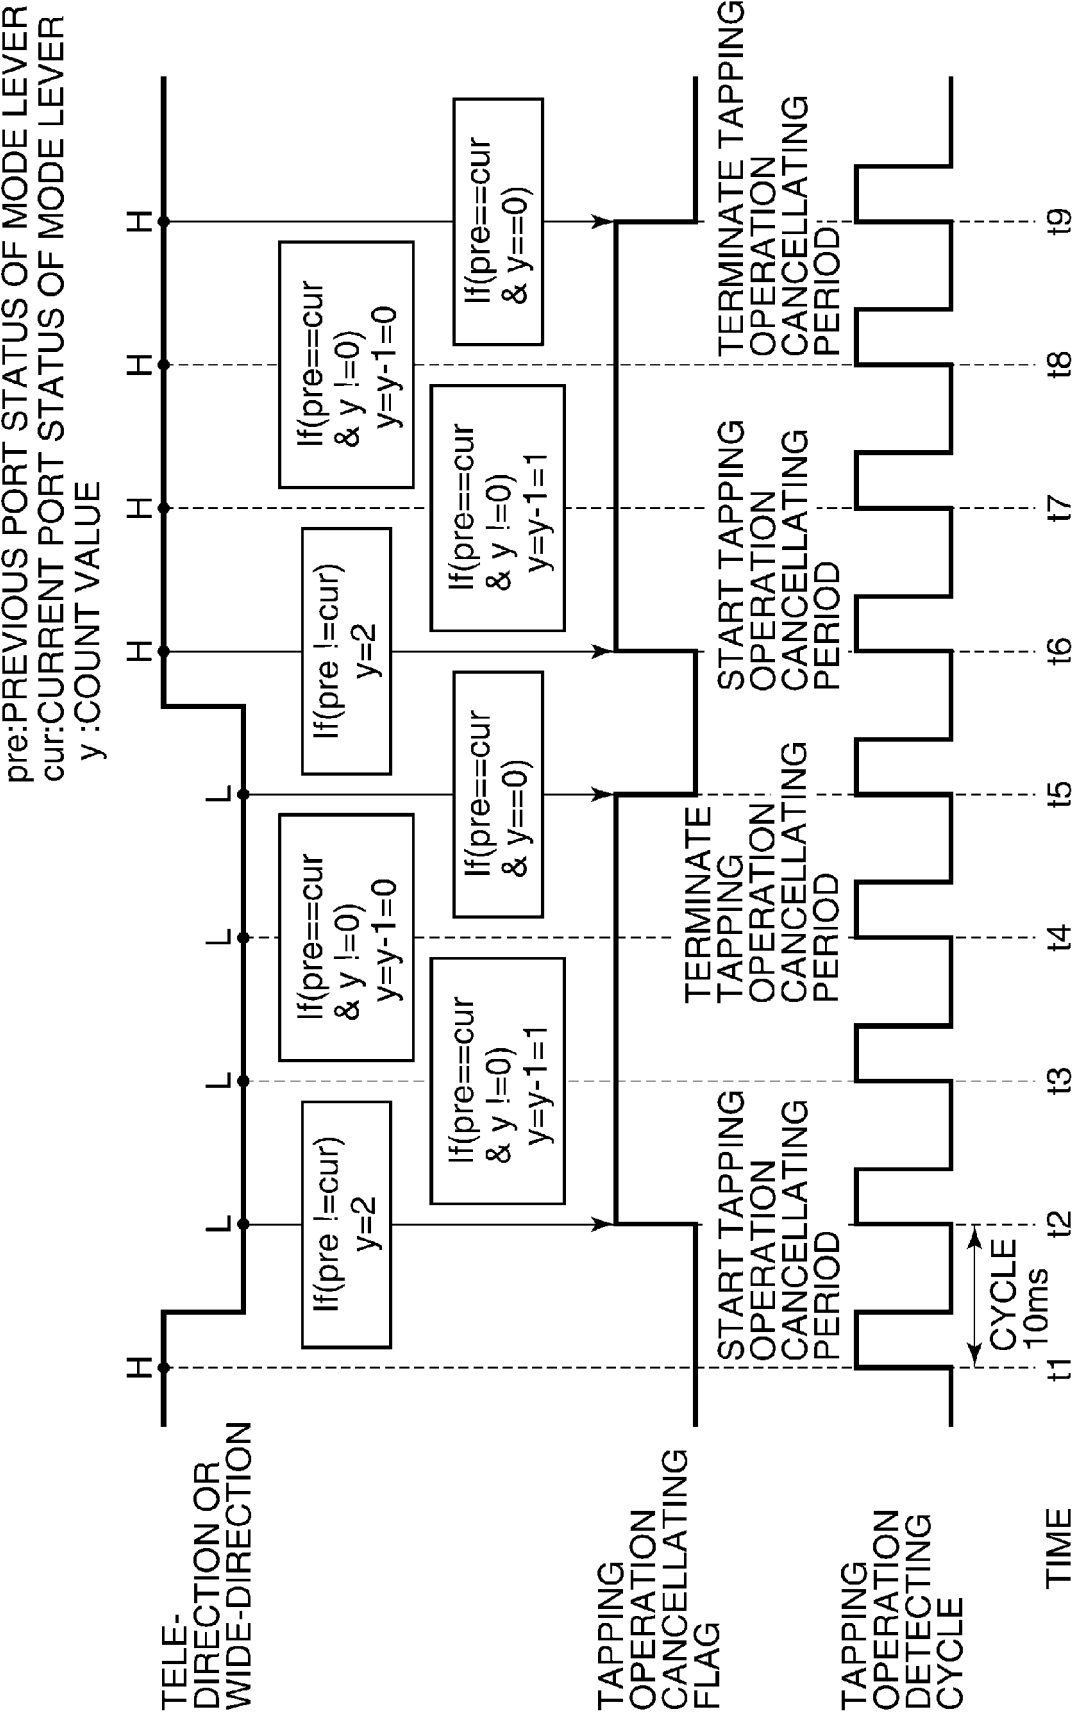 pre:PREVIOUS PORT STATUS OF MODE LEVER
cur:CURRENT PORT STATUS OF MODE LEVER
y :COUNT VALUE
TELE-
DIRECTION OR
WIDE-DIRECTION
H
L
L
L
L
H
H
H
H
If(pre !=cur)
y=2
If(pre==cur
& y !=0)
y=y-1=1
If(pre==cur
& y !=0)
y=y-1=0
If(pre==cur
& y==0)
If(pre !=cur)
y=2
If(pre==cur
& y !=0)
y=y-1=1
If(pre==cur
& y !=0)
y=y-1=0
If(pre==cur
& y==0)
TAPPING
OPERATION
CANCELLATING
FLAG
START TAPPING
OPERATION
CANCELLATING
PERIOD
TERMINATE
TAPPING
OPERATION
CANCELLATING
PERIOD
START TAPPING
OPERATION
CANCELLATING
PERIOD
TERMINATE TAPPING
OPERATION
CANCELLATING
PERIOD
TAPPING
OPERATION
DETECTING
CYCLE
CYCLE
10ms
TIME
t1
t2
t3
t4
t5
t6
t7
t8
t9